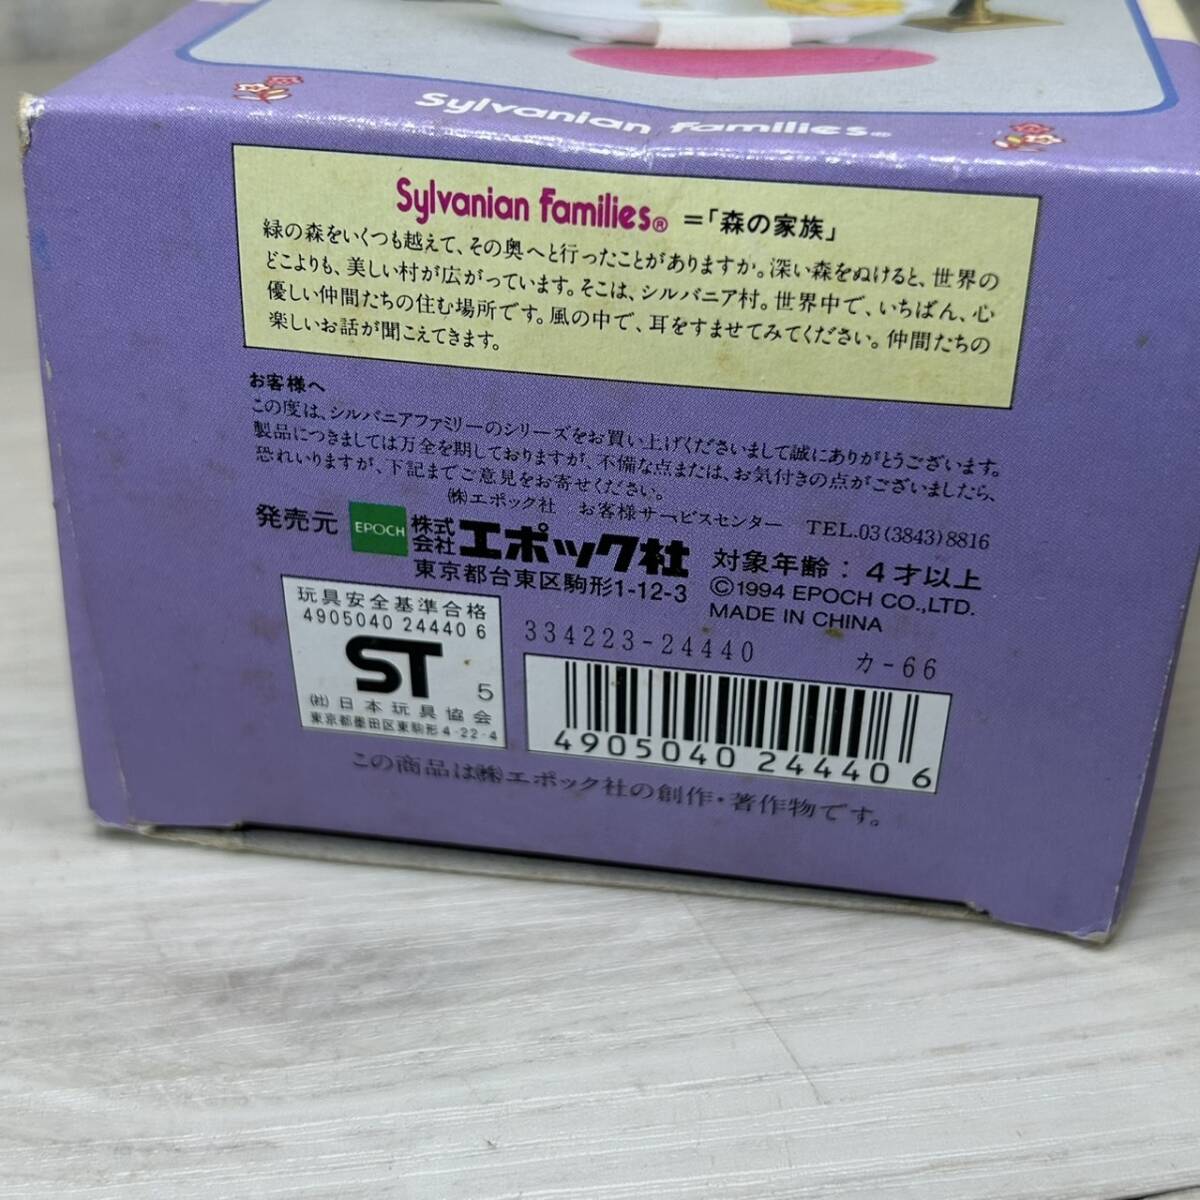 Sylvanian Families®
Sylvanian Families® =「森の家族」
緑の森をいくつも越えて、その奥へと行ったことがありますか。深い森をぬけると、世界の
どこよりも、美しい村が広がっています。そこは、シルバニア村。世界中で、いちばん、心
優しい仲間たちの住む場所です。風の中で、耳をすませてみてください。仲間たちの
楽しいお話が聞こえてきます。
お客様へ
この度は、シルバニアファミリーのシリーズをお買い上げくださいまして誠にありがとうございます。
製品につきましては万全を期しておりますが、不備な点または、お気付きの点がございましたら、
恐れいりますが、下記までご意見をお寄せください。
㈱エポック社 お客様サービスセンター TEL.03(3843)8816
発売元 EPOCH 株式会社エポック社
東京都台東区駒形1-12-3
対象年齢：4才以上
©1994 EPOCH CO.,LTD.
MADE IN CHINA
玩具安全基準合格
4905040 24440 6
ST 5
㈳日本玩具協会
東京都墨田区東駒形4-22-4
334223-24440 カ-66
4905040 244406
この商品は㈱エポック社の創作・著作物です。